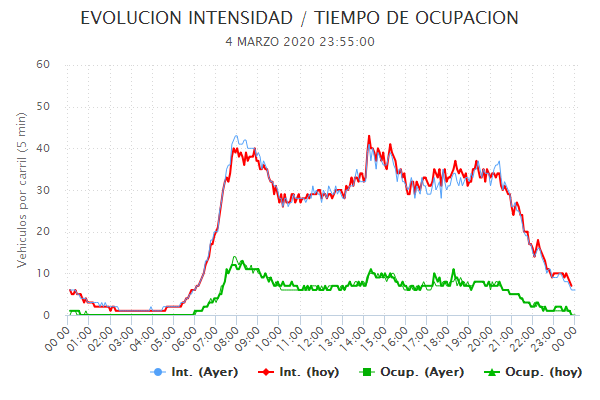 EVOLUCION INTENSIDAD / TIEMPO DE OCUPACION
4 MARZO 2020 23:55:00
Vehiculos por carril (5 min)
60
50
40
30
20
10
0
00:00 01:00 02:00 03:00 04:00 05:00 06:00 07:00 08:00 09:00 10:00 11:00 12:00 13:00 14:00 15:00 16:00 17:00 18:00 19:00 20:00 21:00 22:00 23:00 00:00
Int. (Ayer) Int. (hoy) Ocup. (Ayer) Ocup. (hoy)